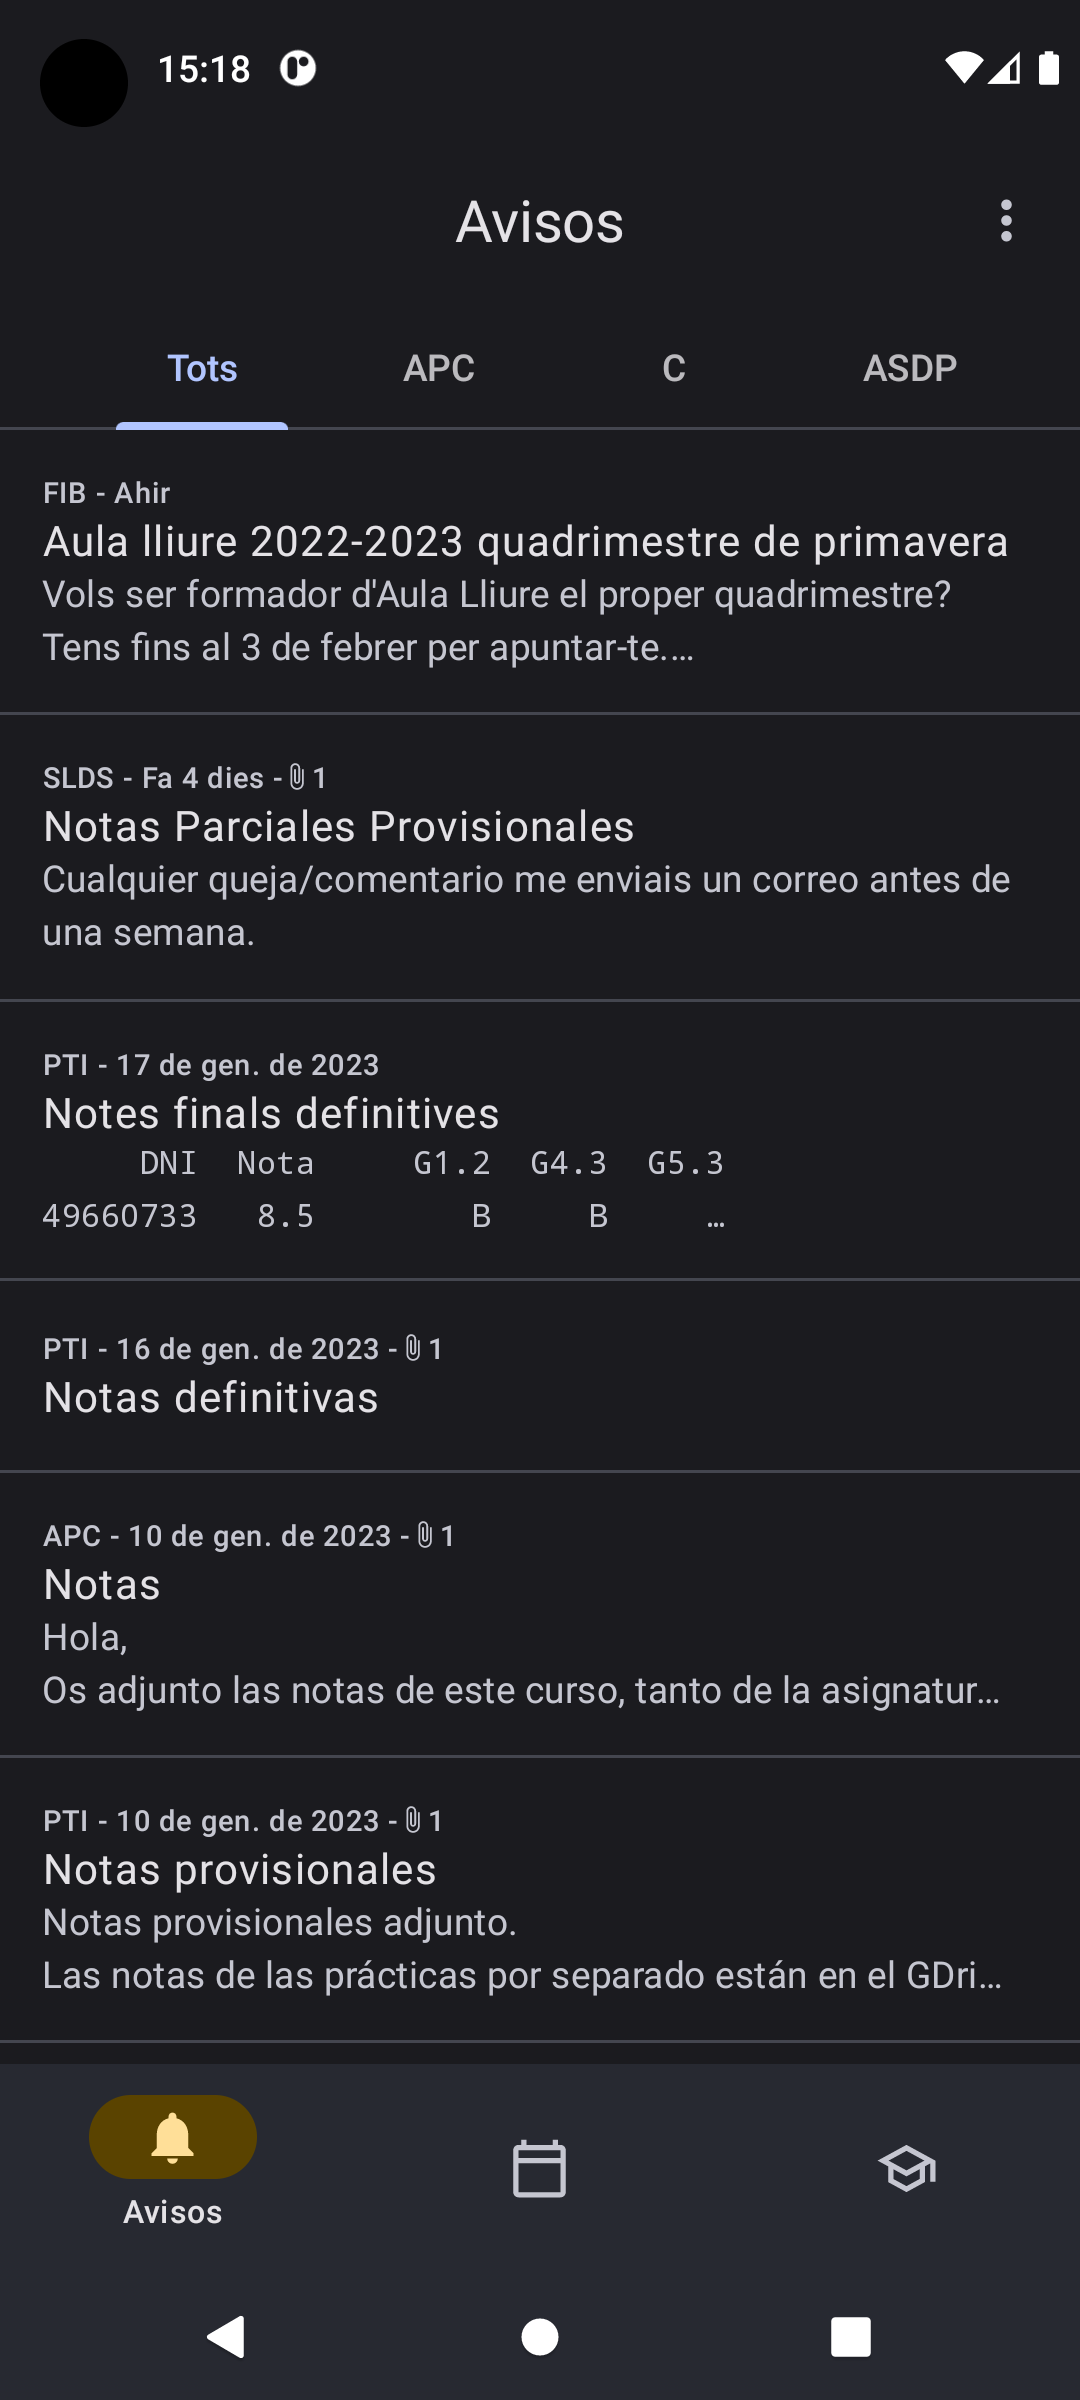 15:18
Avisos
Tots APC C ASDP
FIB - Ahir
Aula lliure 2022-2023 quadrimestre de primavera
Vols ser formador d'Aula Lliure el proper quadrimestre?
Tens fins al 3 de febrer per apuntar-te.…
SLDS - Fa 4 dies - 1
Notas Parciales Provisionales
Cualquier queja/comentario me enviais un correo antes de
una semana.
PTI - 17 de gen. de 2023
Notes finals definitives
DNI Nota G1.2 G4.3 G5.3
49660733 8.5 B B …
PTI - 16 de gen. de 2023 - 1
Notas definitivas
APC - 10 de gen. de 2023 - 1
Notas
Hola,
Os adjunto las notas de este curso, tanto de la asignatur…
PTI - 10 de gen. de 2023 - 1
Notas provisionales
Notas provisionales adjunto.
Las notas de las prácticas por separado están en el GDri…
Avisos